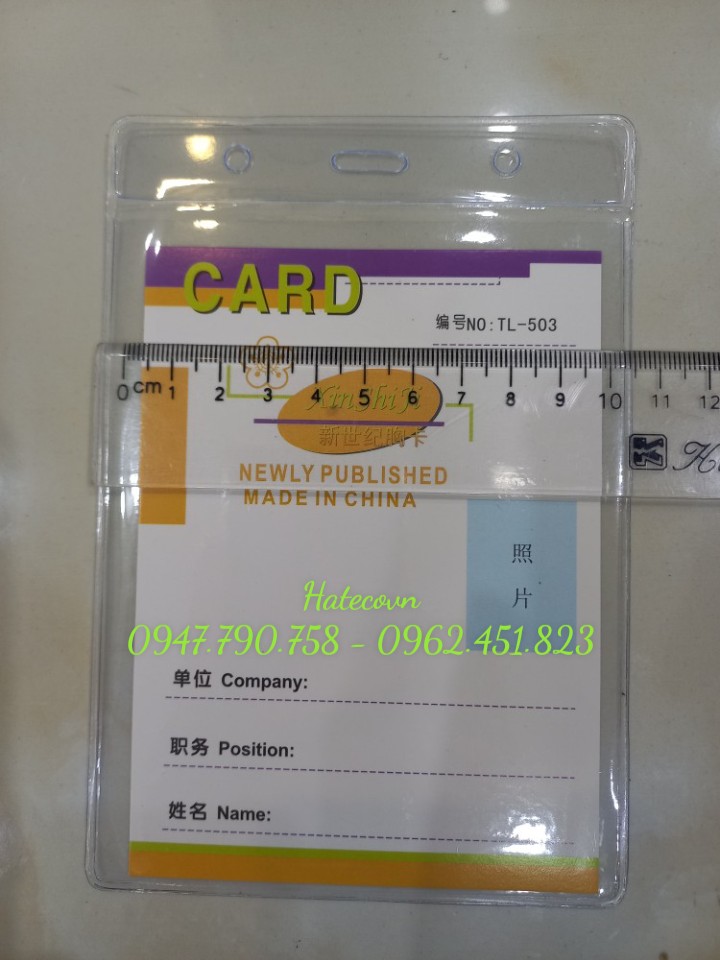 CARD
编号NO:TL-503
0 cm 1 2 3 4 5 6 7 8 9 10 11 12
XinShiJi
新世纪胸卡
NEWLY PUBLISHED
MADE IN CHINA
照
片
Hatecovn
0947.790.758 - 0962.451.823
单位 Company:
职务 Position:
姓名 Name: